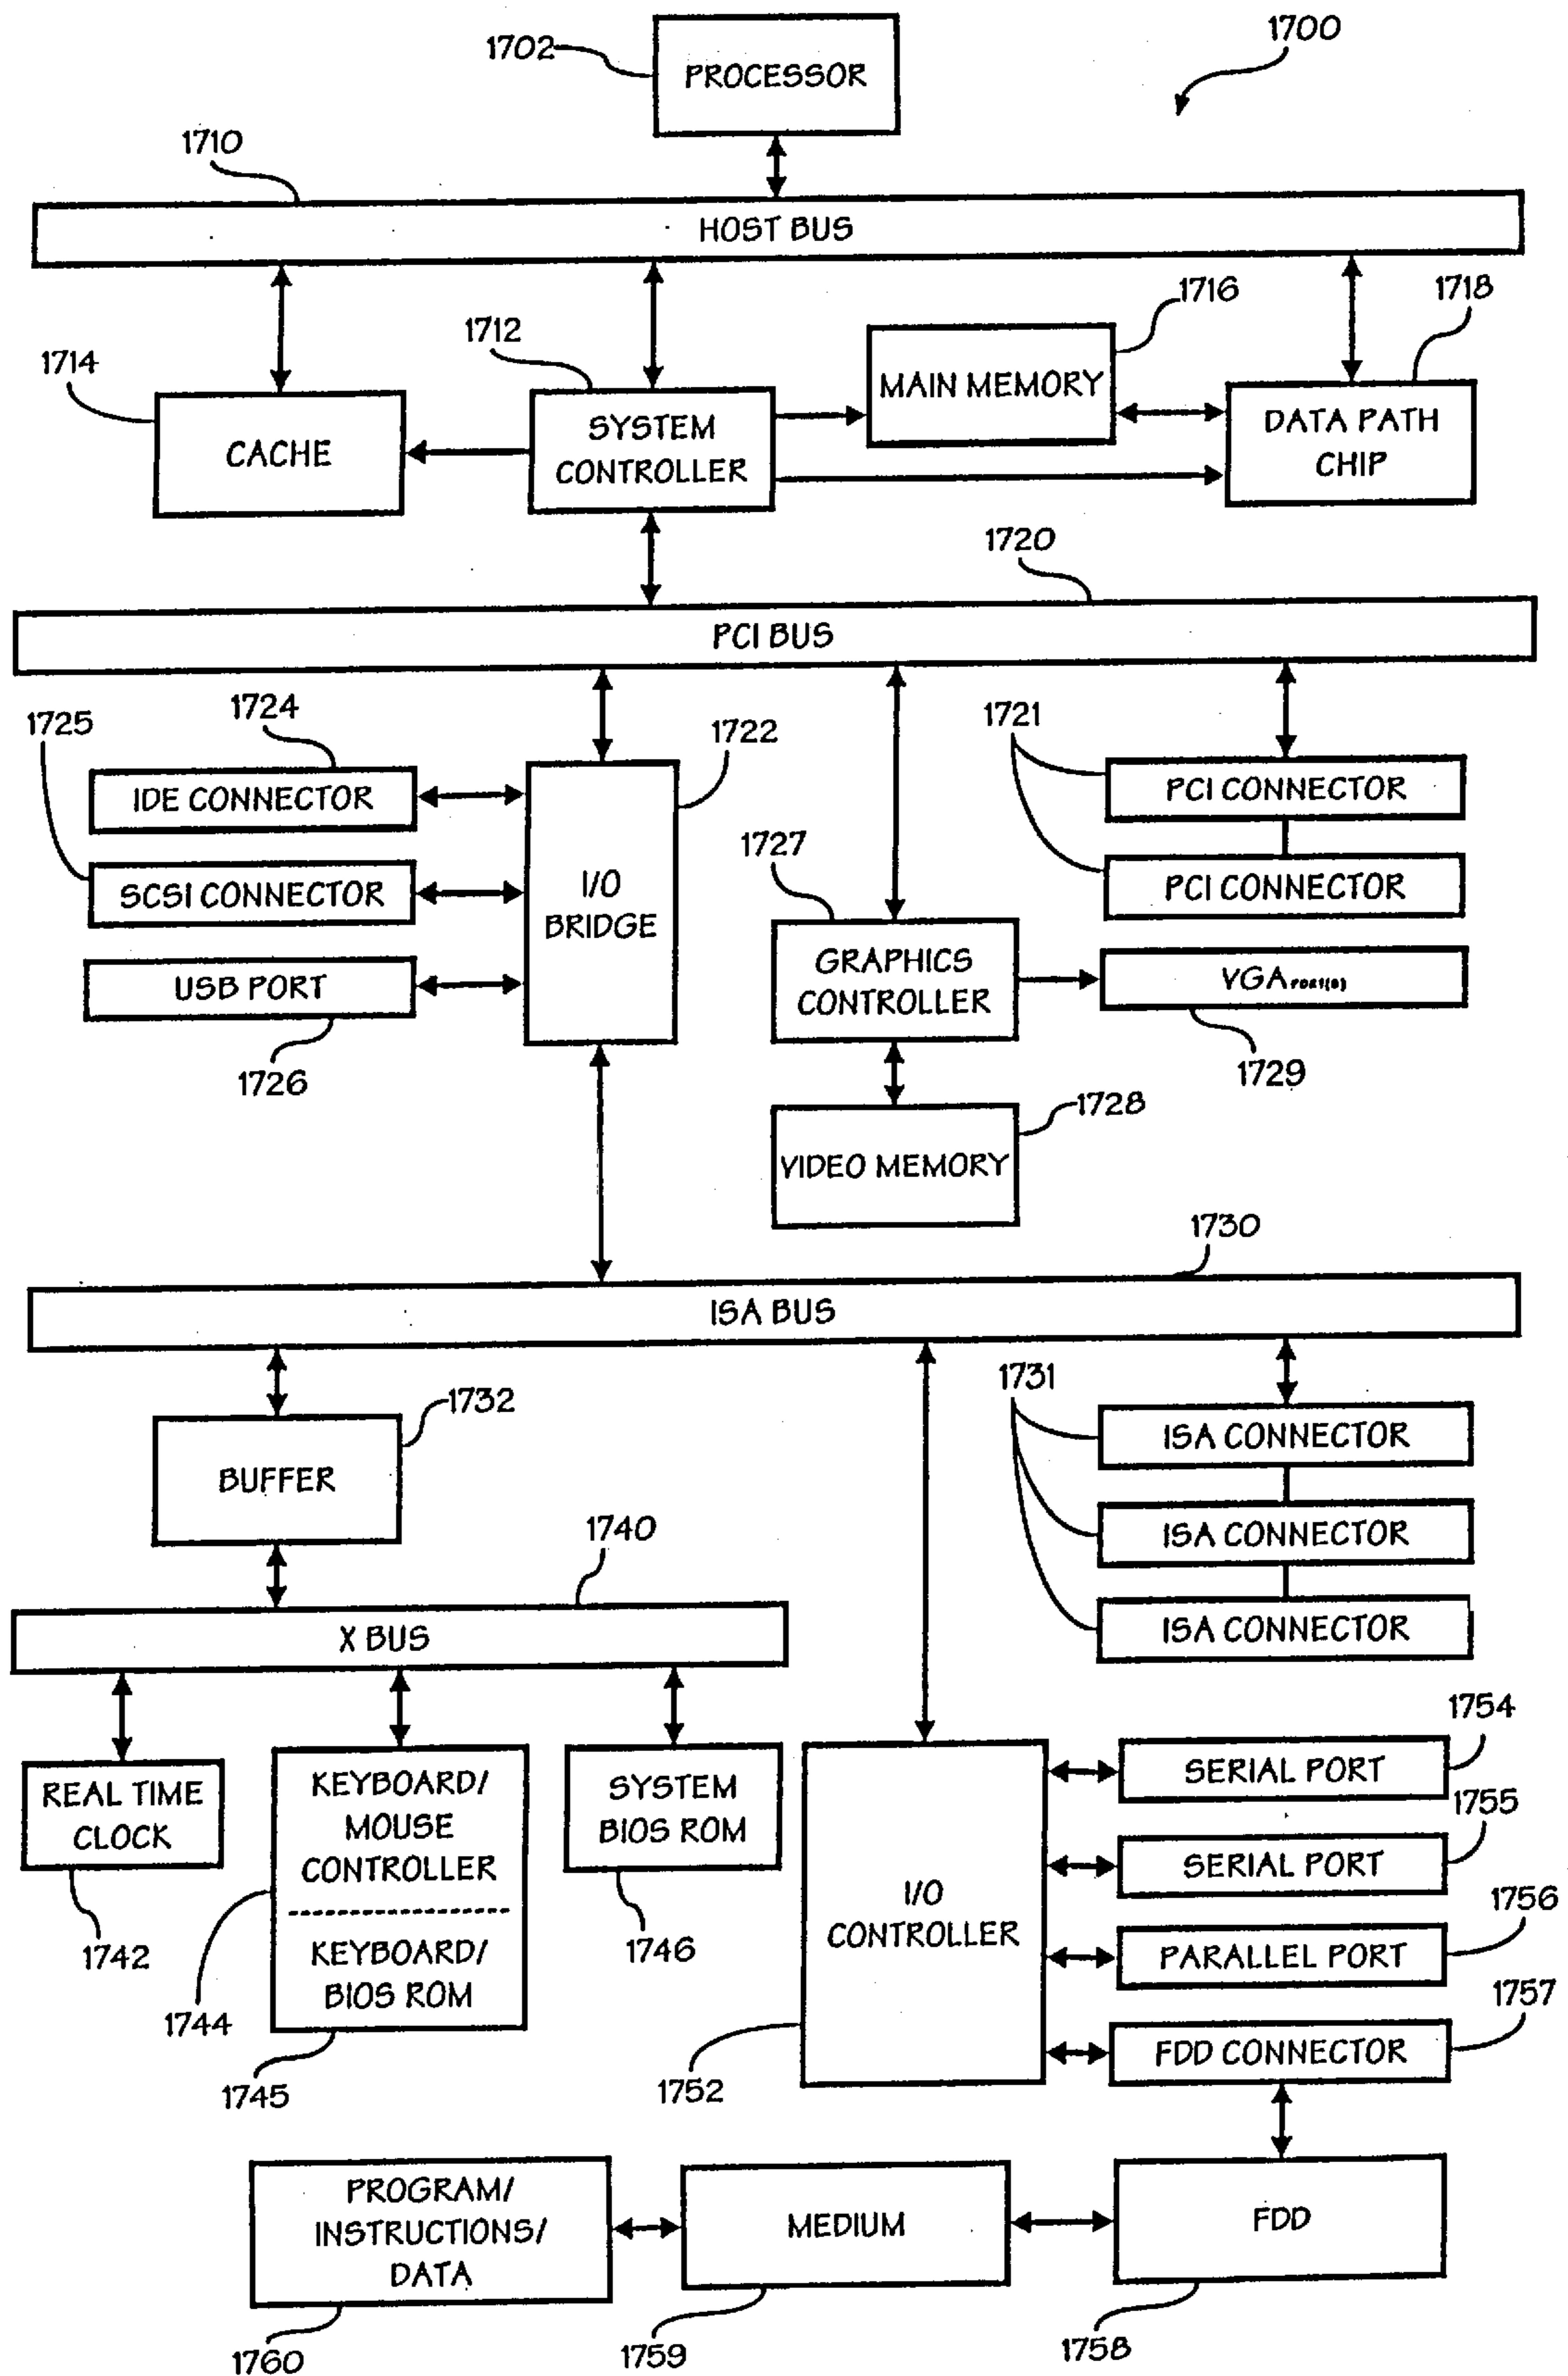 1702
PROCESSOR
1700
1710
HOST BUS
1716
1718
1712
1714
MAIN MEMORY
SYSTEM
CONTROLLER
DATA PATH
CHIP
CACHE
1720
PCI BUS
1724
1725
1722
1721
IDE CONNECTOR
PCI CONNECTOR
1727
SCSI CONNECTOR
I/O
BRIDGE
PCI CONNECTOR
USB PORT
GRAPHICS
CONTROLLER
VGA PORT(S)
1726
1729
1728
VIDEO MEMORY
1730
ISA BUS
1731
1732
ISA CONNECTOR
BUFFER
ISA CONNECTOR
1740
ISA CONNECTOR
X BUS
1754
REAL TIME
CLOCK
KEYBOARD/
MOUSE
CONTROLLER
SYSTEM
BIOS ROM
SERIAL PORT
1755
SERIAL PORT
I/O
CONTROLLER
1756
1742
KEYBOARD/
BIOS ROM
1746
PARALLEL PORT
1757
1744
FDD CONNECTOR
1745
1752
PROGRAM/
INSTRUCTIONS/
DATA
MEDIUM
FDD
1760
1759
1758